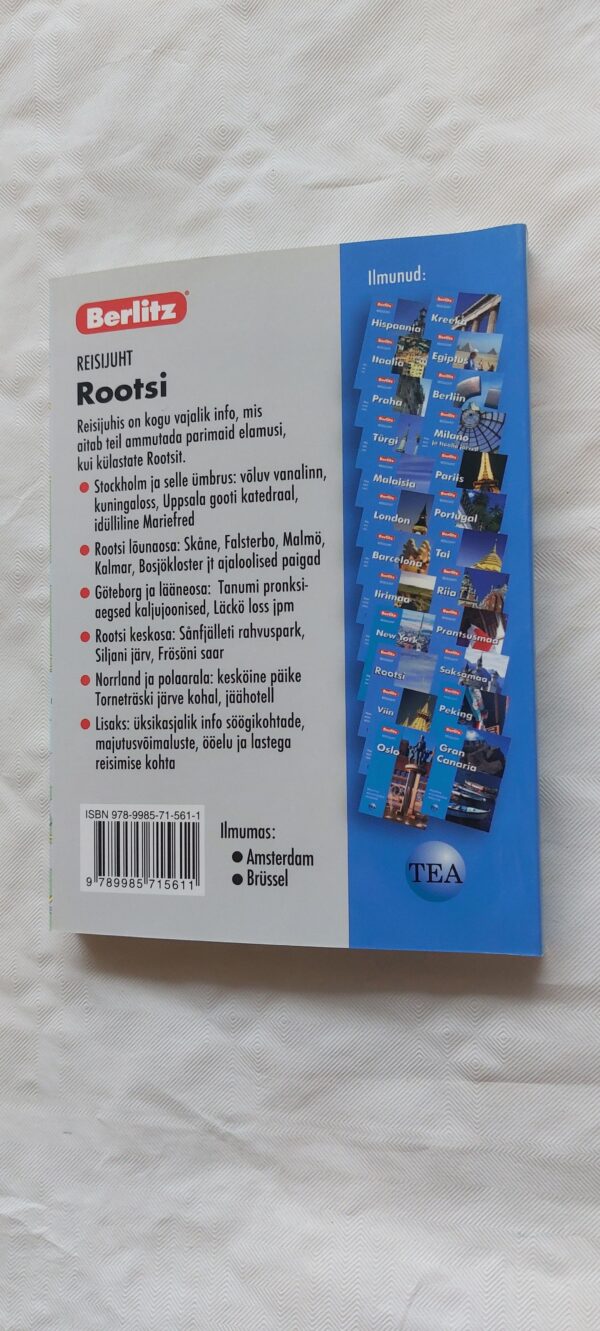 Berlitz®
REISIJUHT
Rootsi
Reisijuhis on kogu vajalik info, mis
aitab teil ammutada parimaid elamusi,
kui külastate Rootsit.
● Stockholm ja selle ümbrus: võluv vanalinn,
kuningaloss, Uppsala gooti katedraal,
idülliline Mariefred
● Rootsi lõunaosa: Skåne, Falsterbo, Malmö,
Kalmar, Bosjökloster jt ajaloolised paigad
● Göteborg ja lääneosa: Tanumi pronksi-
aegsed kaljujoonised, Läckö loss jpm
● Rootsi keskosa: Sånfjälleti rahvuspark,
Siljani järv, Frösöni saar
● Norrland ja polaarala: keskõine päike
Torneträski järve kohal, jäähotell
● Lisaks: üksikasjalik info söögikohtade,
majutusvõimaluste, ööelu ja lastega
reisimise kohta
ISBN 978-9985-71-561-1
9 789985 715611
Ilmumas:
● Amsterdam
● Brüssel
Ilmunud:
Hispaania
Kreeka
Itaalia
Egiptus
Praha
Berliin
Türgi
Milano
Malaisia
Pariis
London
Portugal
Barcelona
Tai
Iirimaa
Riia
New York
Prantsusmaa
Rootsi
Saksamaa
Viin
Peking
Berlitz
Oslo
Berlitz
Gran
Canaria
TEA